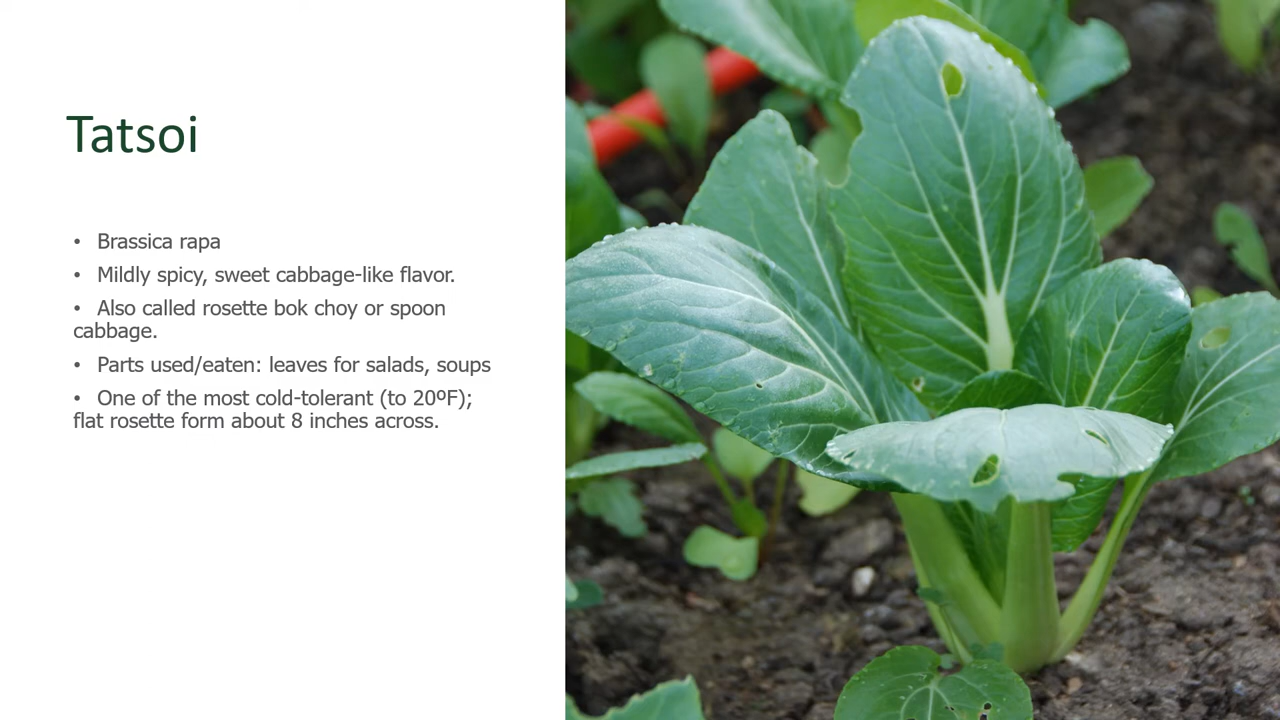 Tatsoi
• Brassica rapa
• Mildly spicy, sweet cabbage-like flavor.
• Also called rosette bok choy or spoon
cabbage.
• Parts used/eaten: leaves for salads, soups
• One of the most cold-tolerant (to 20ºF);
flat rosette form about 8 inches across.